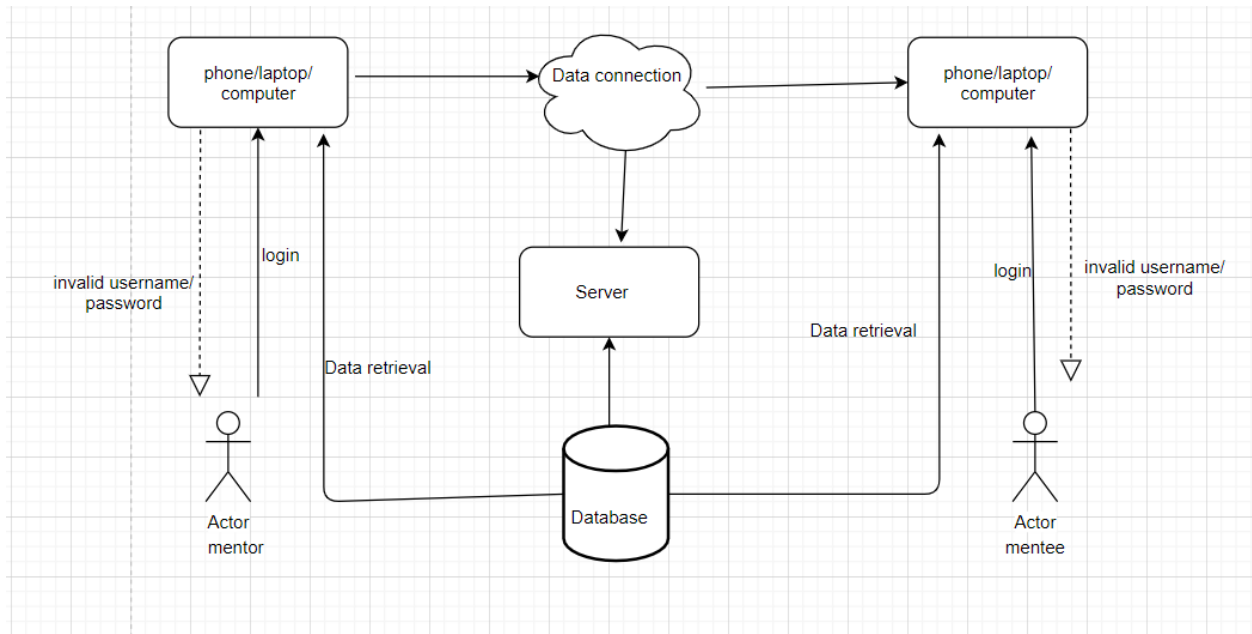 phone/laptop/
computer
Data connection
phone/laptop/
computer
login
invalid username/
password
Server
login
invalid username/
password
Data retrieval
Data retrieval
Database
Actor
mentor
Actor
mentee